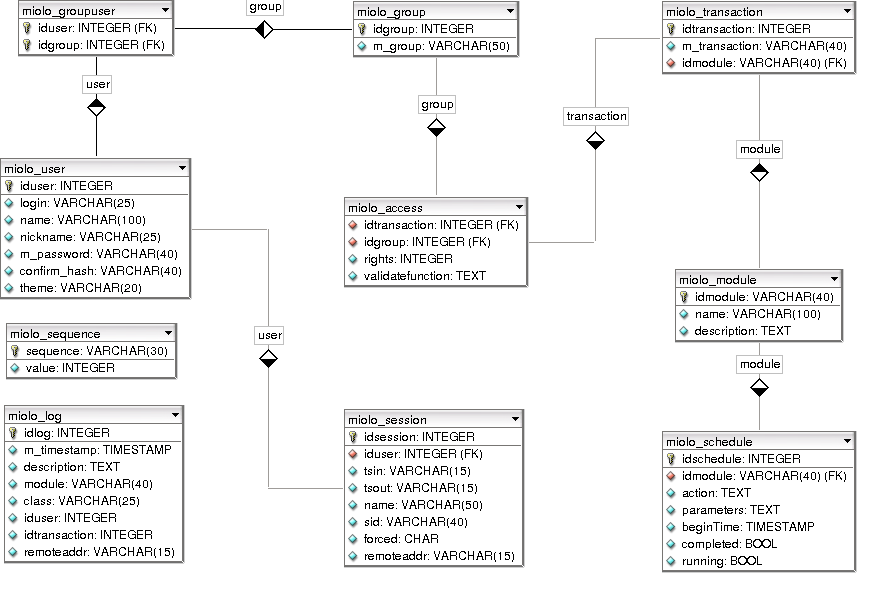 miolo_groupuser
iduser: INTEGER (FK)
idgroup: INTEGER (FK)
group
miolo_group
idgroup: INTEGER
m_group: VARCHAR(50)
miolo_transaction
idtransaction: INTEGER
m_transaction: VARCHAR(40)
idmodule: VARCHAR(40) (FK)
user
group
transaction
module
miolo_user
iduser: INTEGER
login: VARCHAR(25)
name: VARCHAR(100)
nickname: VARCHAR(25)
m_password: VARCHAR(40)
confirm_hash: VARCHAR(40)
theme: VARCHAR(20)
miolo_access
idtransaction: INTEGER (FK)
idgroup: INTEGER (FK)
rights: INTEGER
validatefunction: TEXT
miolo_module
idmodule: VARCHAR(40)
name: VARCHAR(100)
description: TEXT
miolo_sequence
sequence: VARCHAR(30)
value: INTEGER
user
module
miolo_log
idlog: INTEGER
m_timestamp: TIMESTAMP
description: TEXT
module: VARCHAR(40)
class: VARCHAR(25)
iduser: INTEGER
idtransaction: INTEGER
remoteaddr: VARCHAR(15)
miolo_session
idsession: INTEGER
iduser: INTEGER (FK)
tsin: VARCHAR(15)
tsout: VARCHAR(15)
name: VARCHAR(50)
sid: VARCHAR(40)
forced: CHAR
remoteaddr: VARCHAR(15)
miolo_schedule
idschedule: INTEGER
idmodule: VARCHAR(40) (FK)
action: TEXT
parameters: TEXT
beginTime: TIMESTAMP
completed: BOOL
running: BOOL